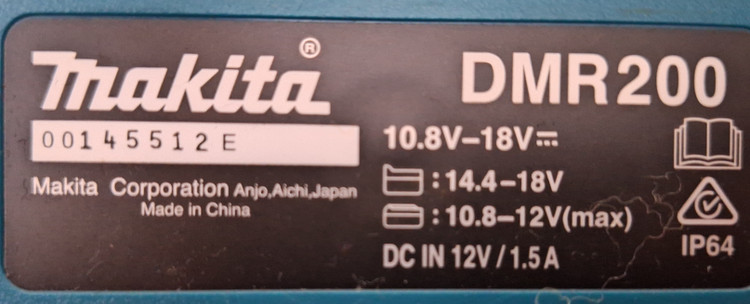 makita®
00145512E
Makita Corporation Anjo,Aichi,Japan
Made in China
DMR200
10.8V–18V⎓
:14.4–18V
:10.8–12V(max)
DC IN 12V/1.5A
IP64